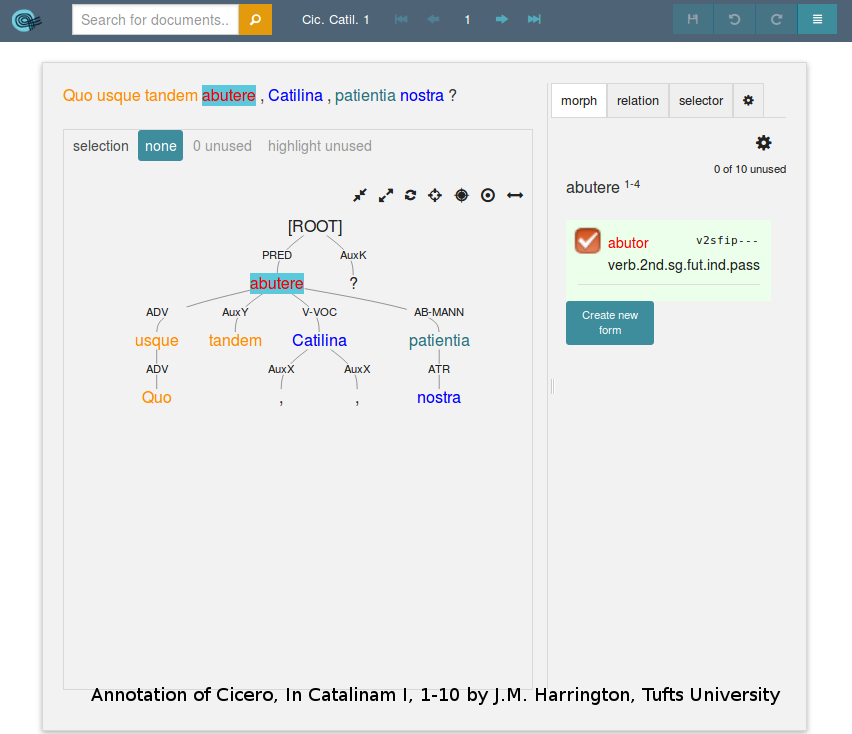 Search for documents..
Cic. Catil. 1
1
Quo usque tandem abutere , Catilina , patientia nostra ?
selection none 0 unused highlight unused
[ROOT]
PRED AuxK
abutere ?
ADV AuxY V-VOC AB-MANN
usque tandem Catilina patientia
ADV AuxX AuxX ATR
Quo , , nostra
morph relation selector
0 of 10 unused
abutere 1-4
abutor v2sfip---
verb.2nd.sg.fut.ind.pass
Create new
form
Annotation of Cicero, In Catalinam I, 1-10 by J.M. Harrington, Tufts University